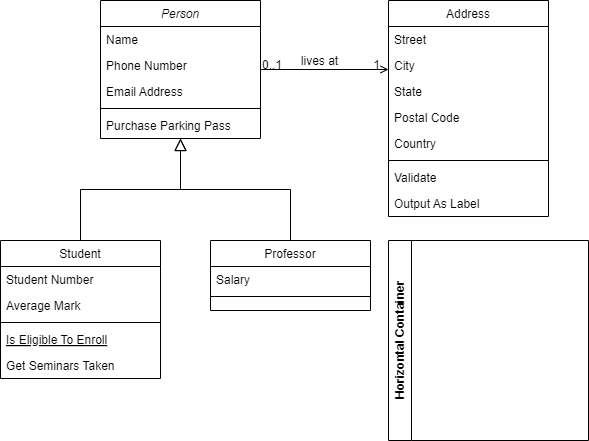 Person
Name
Phone Number
Email Address
Purchase Parking Pass
0..1
lives at
1
Address
Street
City
State
Postal Code
Country
Validate
Output As Label
Student
Student Number
Average Mark
Is Eligible To Enroll
Get Seminars Taken
Professor
Salary
Horizontal Container